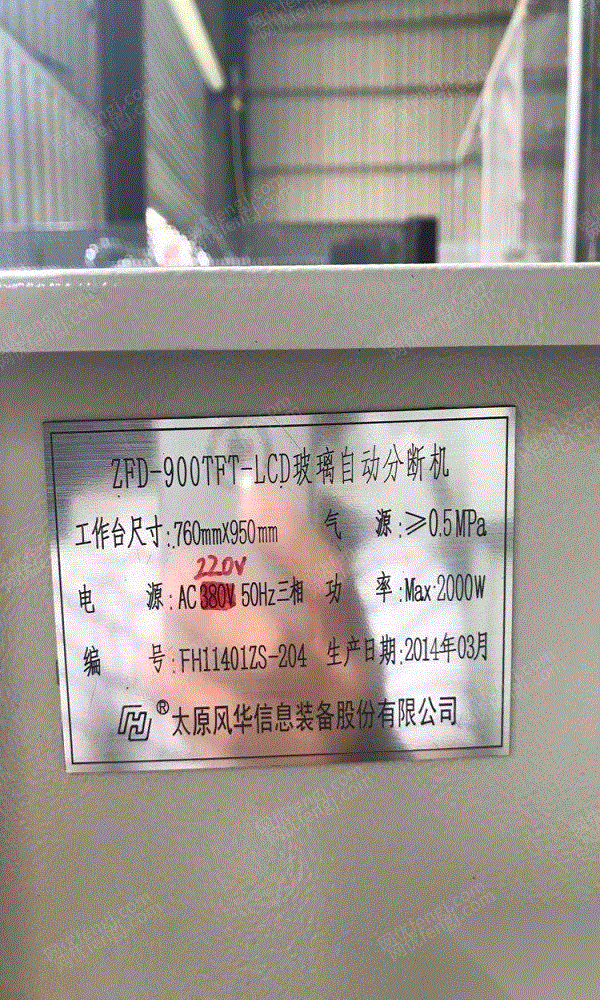 ZFD-900TFT-LCD玻璃自动分断机
工作台尺寸:760mmX950mm 气 源:≥0.5MPa
220V
电 源:AC 380V 50Hz三相 功 率:Max:2000W
编 号:FH11401ZS-204 生产日期:2014年03月
FH®太原风华信息装备股份有限公司